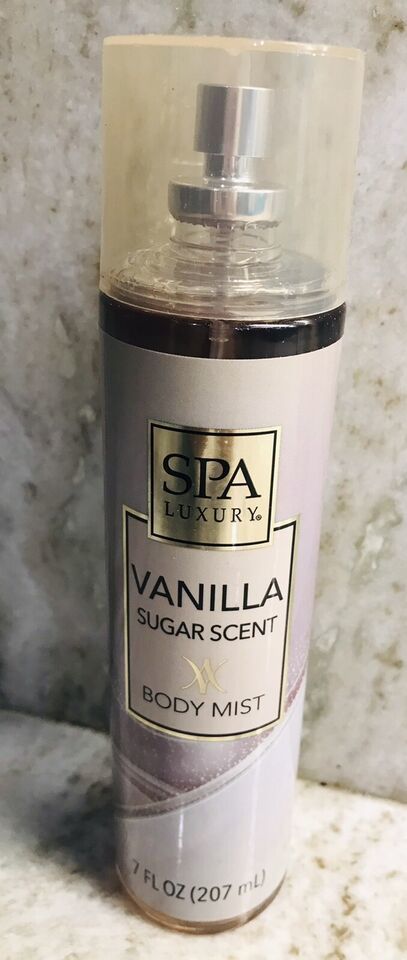 SPA
LUXURY®
VANILLA
SUGAR SCENT
BODY MIST
7 FL OZ (207 mL)